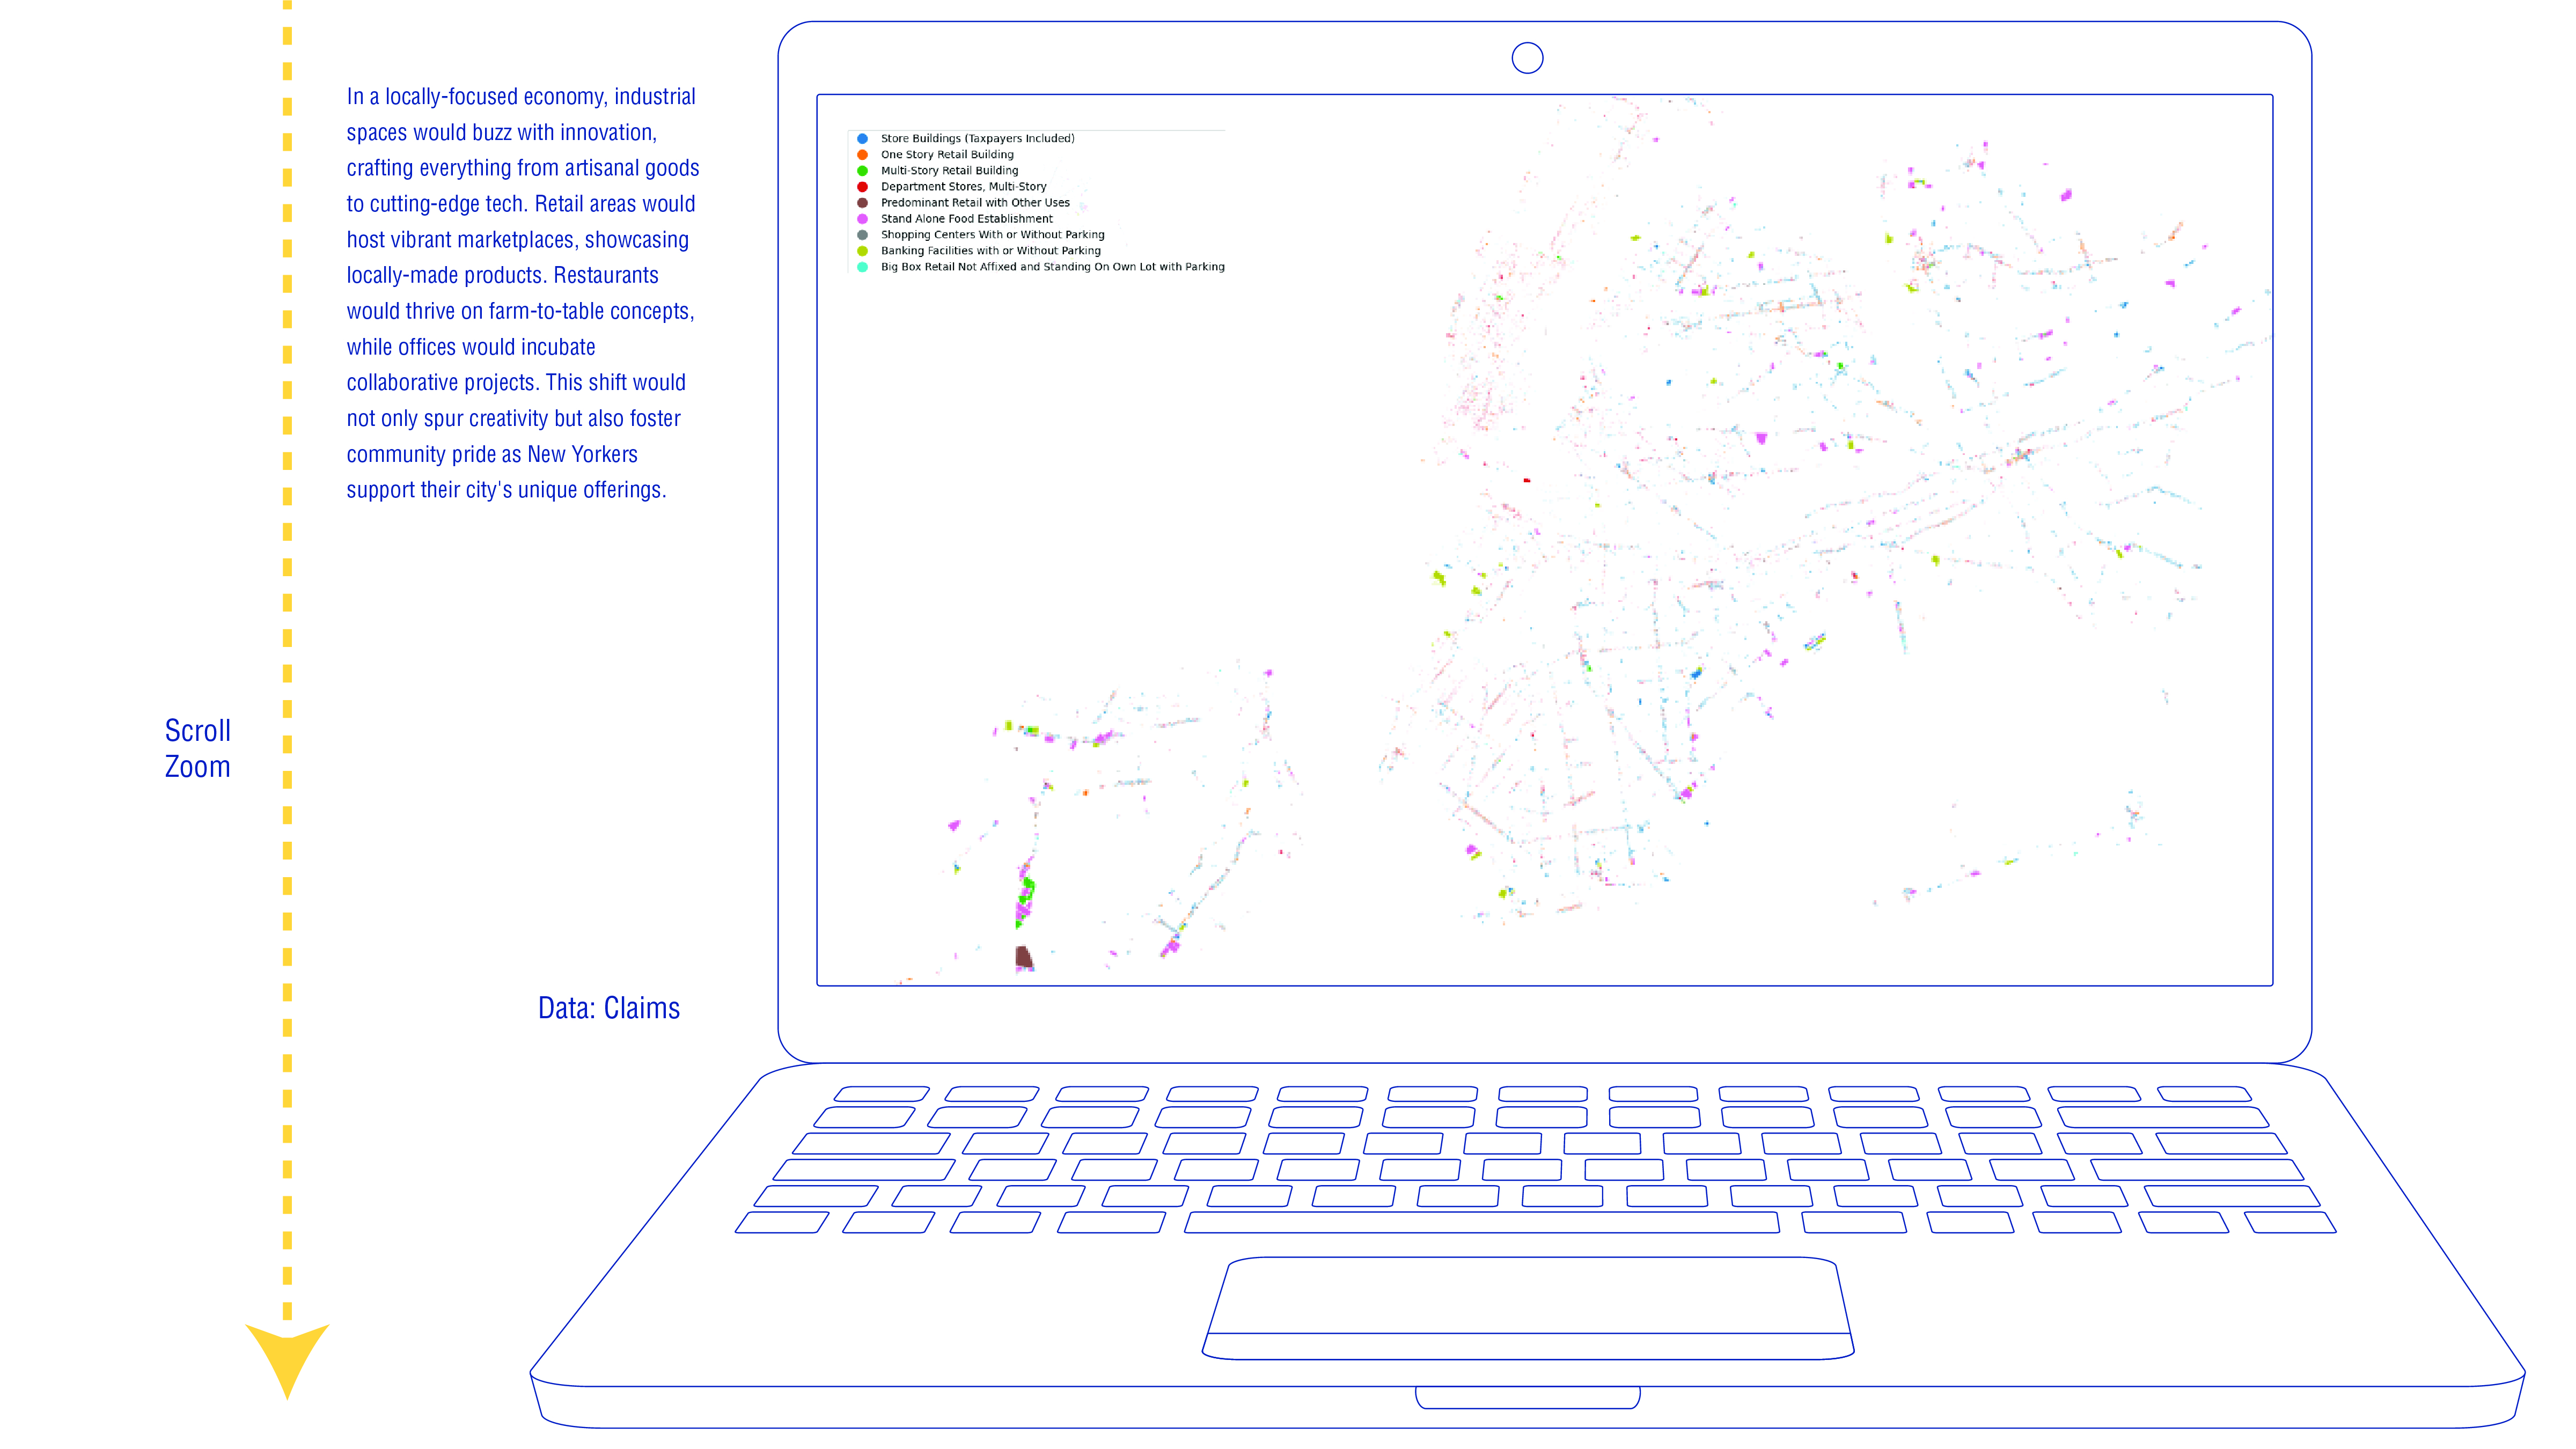 In a locally-focused economy, industrial
spaces would buzz with innovation,
crafting everything from artisanal goods
to cutting-edge tech. Retail areas would
host vibrant marketplaces, showcasing
locally-made products. Restaurants
would thrive on farm-to-table concepts,
while offices would incubate
collaborative projects. This shift would
not only spur creativity but also foster
community pride as New Yorkers
support their city's unique offerings.
Scroll
Zoom
Data: Claims
Store Buildings (Taxpayers Included)
One Story Retail Building
Multi-Story Retail Building
Department Stores, Multi-Story
Predominant Retail with Other Uses
Stand Alone Food Establishment
Shopping Centers With or Without Parking
Banking Facilities with or Without Parking
Big Box Retail Not Affixed and Standing On Own Lot with Parking